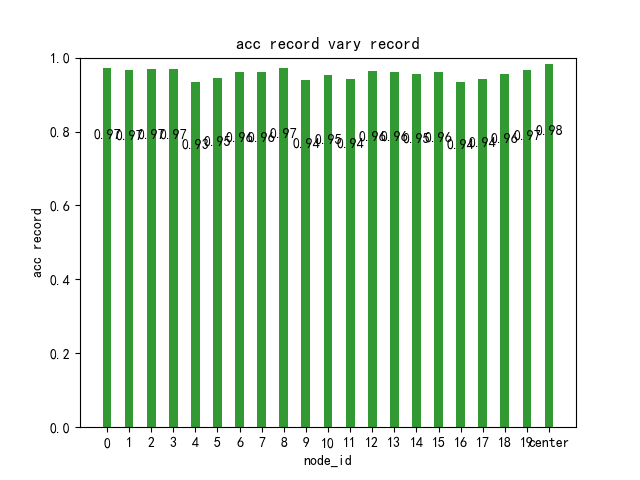 acc record vary record
1.0
0.8
0.6
0.4
0.2
0.0
acc record
0.97 0.97 0.97 0.97 0.93 0.95 0.96 0.96 0.97 0.94 0.95 0.94 0.96 0.96 0.95 0.96 0.94 0.94 0.96 0.97 0.98
0 1 2 3 4 5 6 7 8 9 10 11 12 13 14 15 16 17 18 19 center
node_id